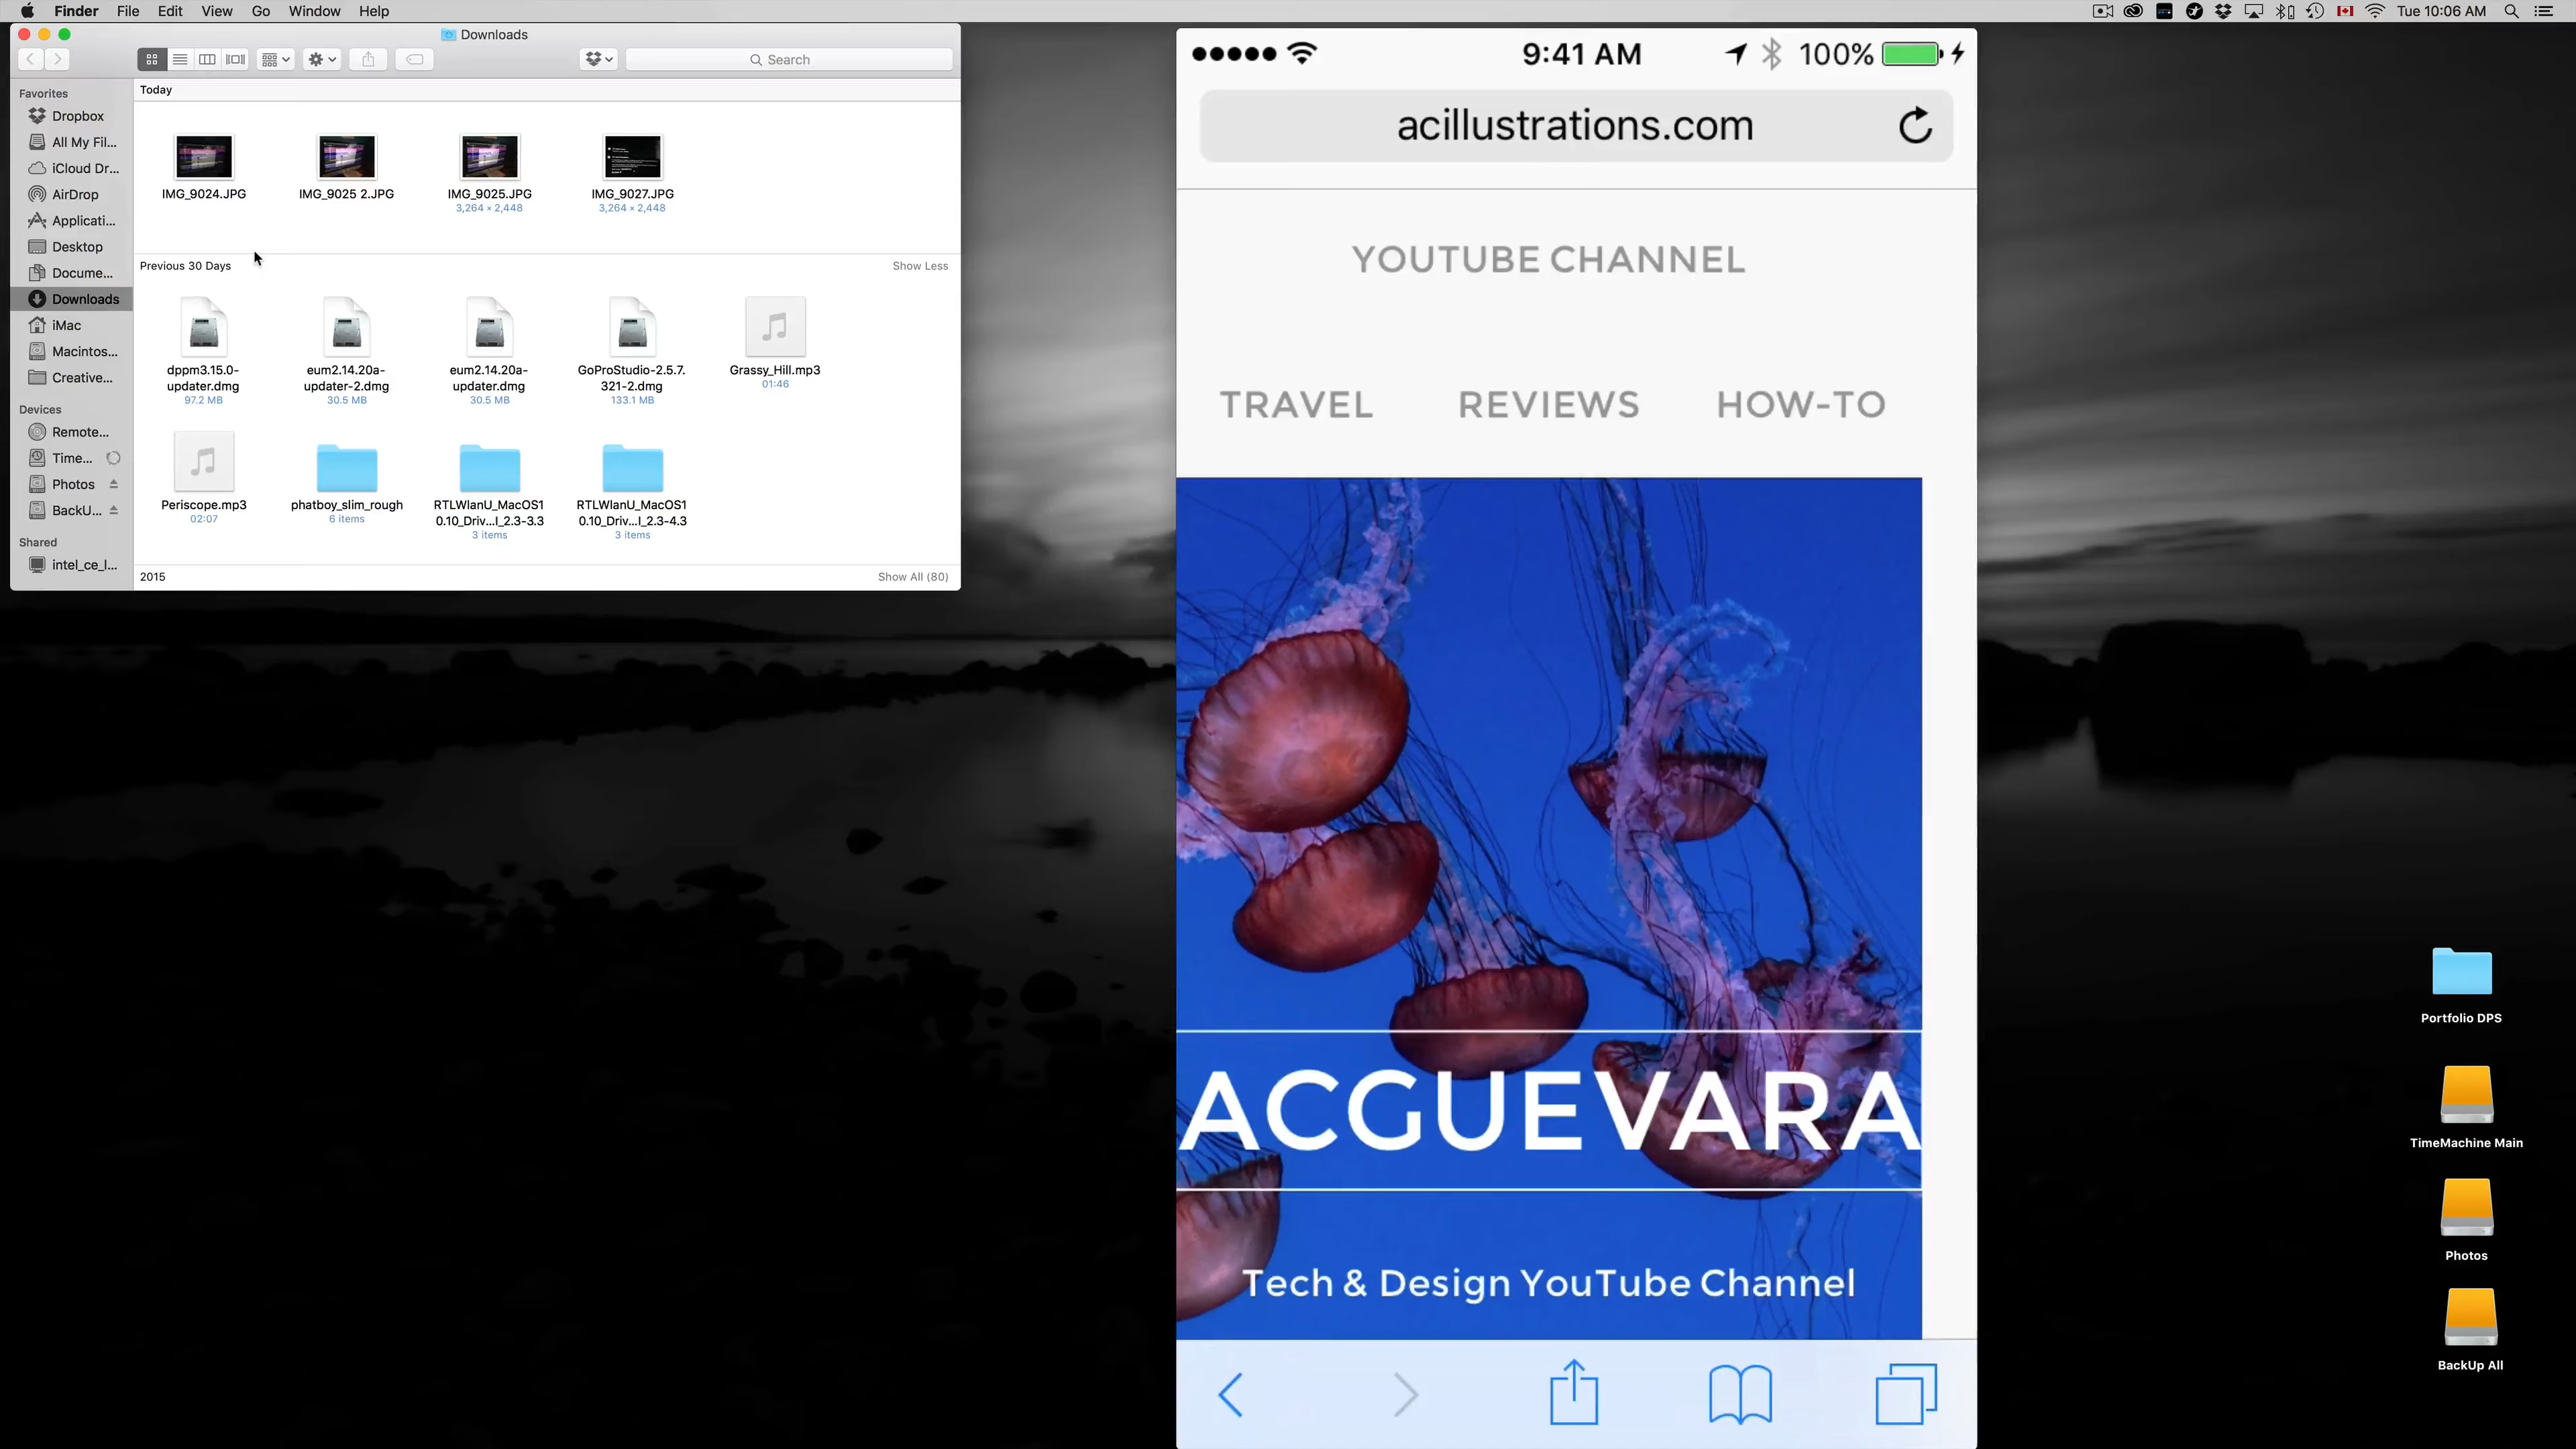 Finder File Edit View Go Window Help
Tue 10:06 AM
Downloads
Search
Favorites
Dropbox
All My Fil...
iCloud Dr...
AirDrop
Applicati...
Desktop
Docume...
Downloads
iMac
Macintos...
Creative...
Devices
Remote...
Time...
Photos
BackU...
Shared
intel_ce_l...
Today
IMG_9024.JPG
IMG_9025 2.JPG
IMG_9025.JPG
3,264 × 2,448
IMG_9027.JPG
3,264 × 2,448
Previous 30 Days
Show Less
dppm3.15.0-
updater.dmg
97.2 MB
eum2.14.20a-
updater-2.dmg
30.5 MB
eum2.14.20a-
updater.dmg
30.5 MB
GoProStudio-2.5.7.
321-2.dmg
133.1 MB
Grassy_Hill.mp3
01:46
Periscope.mp3
02:07
phatboy_slim_rough
6 items
RTLWlanU_MacOS1
0.10_Driv...l_2.3-3.3
3 items
RTLWlanU_MacOS1
0.10_Driv...l_2.3-4.3
3 items
2015
Show All (80)
9:41 AM
100%
acillustrations.com
YOUTUBE CHANNEL
TRAVEL REVIEWS HOW-TO
ACGUEVARA
Tech & Design YouTube Channel
Portfolio DPS
TimeMachine Main
Photos
BackUp All